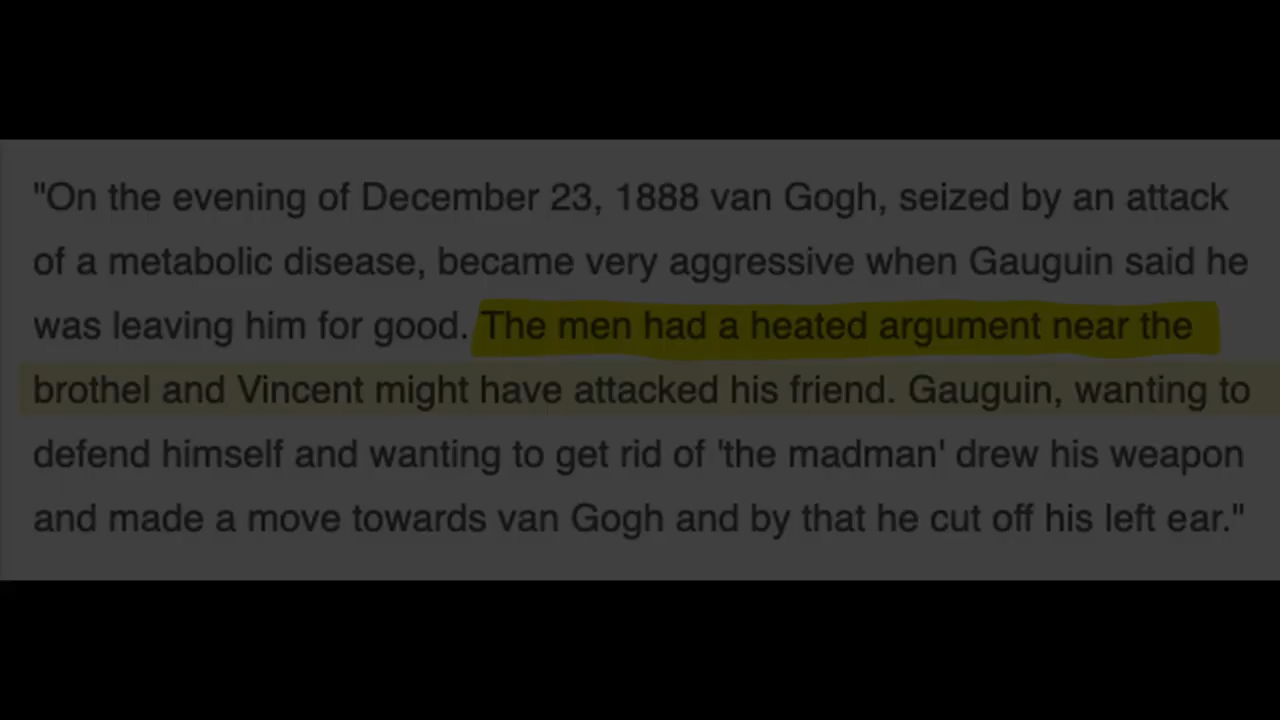 "On the evening of December 23, 1888 van Gogh, seized by an attack
of a metabolic disease, became very aggressive when Gauguin said he
was leaving him for good. The men had a heated argument near the
brothel and Vincent might have attacked his friend. Gauguin, wanting to
defend himself and wanting to get rid of 'the madman' drew his weapon
and made a move towards van Gogh and by that he cut off his left ear."